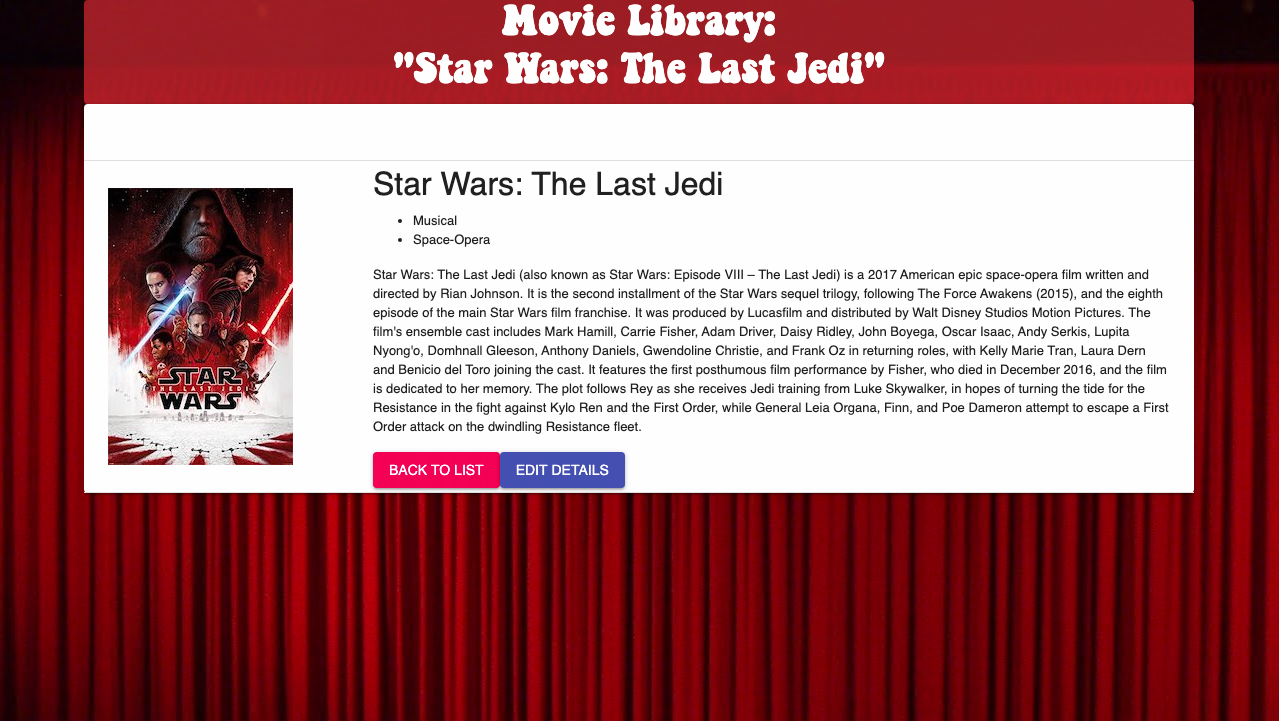 Movie Library:
"Star Wars: The Last Jedi"
Star Wars: The Last Jedi
• Musical
• Space-Opera
Star Wars: The Last Jedi (also known as Star Wars: Episode VIII – The Last Jedi) is a 2017 American epic space-opera film written and
directed by Rian Johnson. It is the second installment of the Star Wars sequel trilogy, following The Force Awakens (2015), and the eighth
episode of the main Star Wars film franchise. It was produced by Lucasfilm and distributed by Walt Disney Studios Motion Pictures. The
film's ensemble cast includes Mark Hamill, Carrie Fisher, Adam Driver, Daisy Ridley, John Boyega, Oscar Isaac, Andy Serkis, Lupita
Nyong'o, Domhnall Gleeson, Anthony Daniels, Gwendoline Christie, and Frank Oz in returning roles, with Kelly Marie Tran, Laura Dern
and Benicio del Toro joining the cast. It features the first posthumous film performance by Fisher, who died in December 2016, and the film
is dedicated to her memory. The plot follows Rey as she receives Jedi training from Luke Skywalker, in hopes of turning the tide for the
Resistance in the fight against Kylo Ren and the First Order, while General Leia Organa, Finn, and Poe Dameron attempt to escape a First
Order attack on the dwindling Resistance fleet.
BACK TO LIST EDIT DETAILS
STAR
THE LAST JEDI
WARS